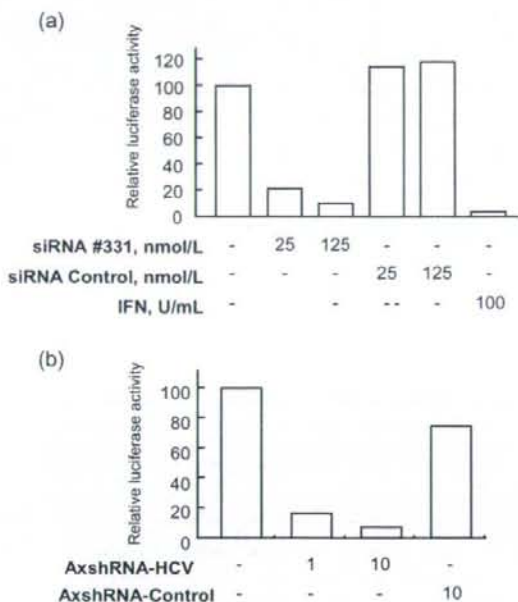 (a)
Relative luciferase activity
120
100
80
60
40
20
0
siRNA #331, nmol/L - 25 125 - - -
siRNA Control, nmol/L - - - 25 125 -
IFN, U/mL - - -- - 100
(b)
Relative luciferase activity
100
80
60
40
20
0
AxshRNA-HCV - 1 10 -
AxshRNA-Control - - - 10